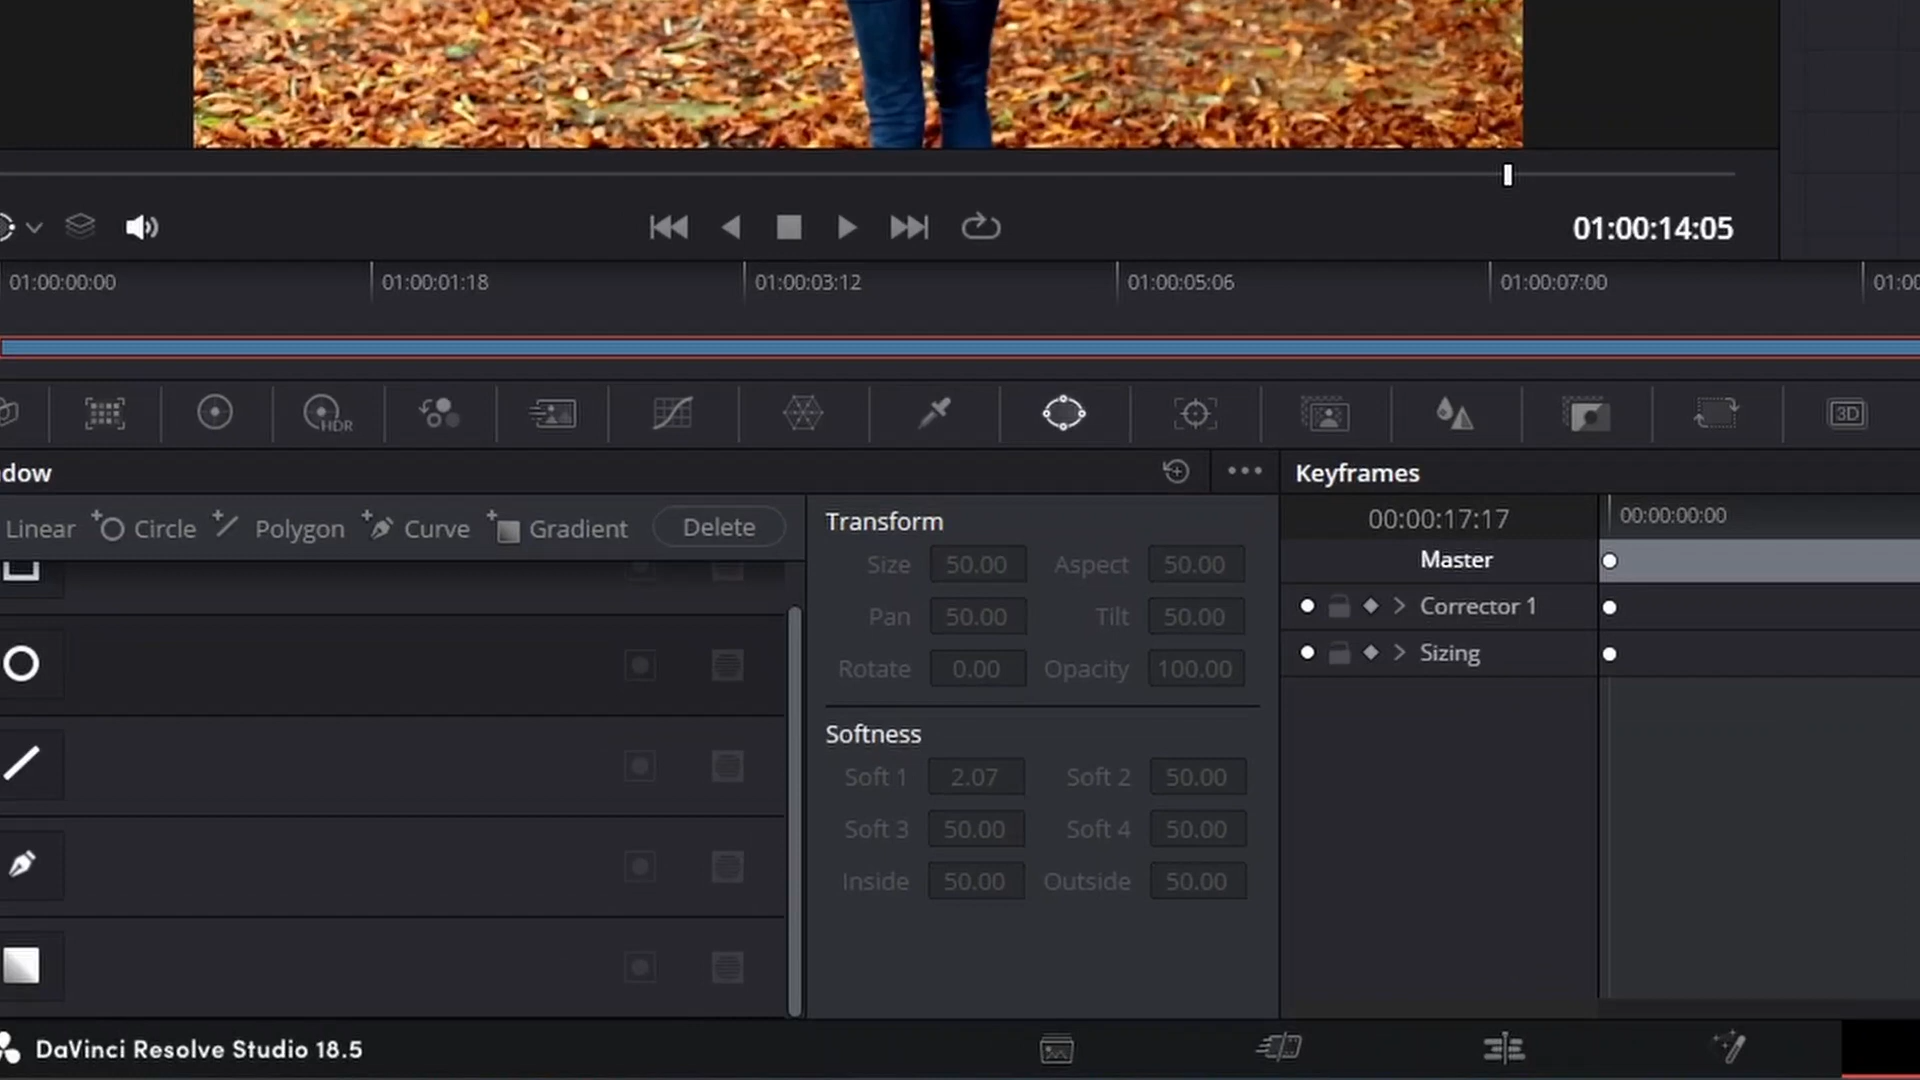 01:00:14:05
01:00:00:00 01:00:01:18 01:00:03:12 01:00:05:06 01:00:07:00 01:00
HDR 3D
dow
Keyframes
Linear Circle Polygon Curve Gradient Delete
Transform
Size 50.00 Aspect 50.00
Pan 50.00 Tilt 50.00
Rotate 0.00 Opacity 100.00
Softness
Soft 1 2.07 Soft 2 50.00
Soft 3 50.00 Soft 4 50.00
Inside 50.00 Outside 50.00
00:00:17:17 00:00:00:00
Master
Corrector 1
Sizing
DaVinci Resolve Studio 18.5